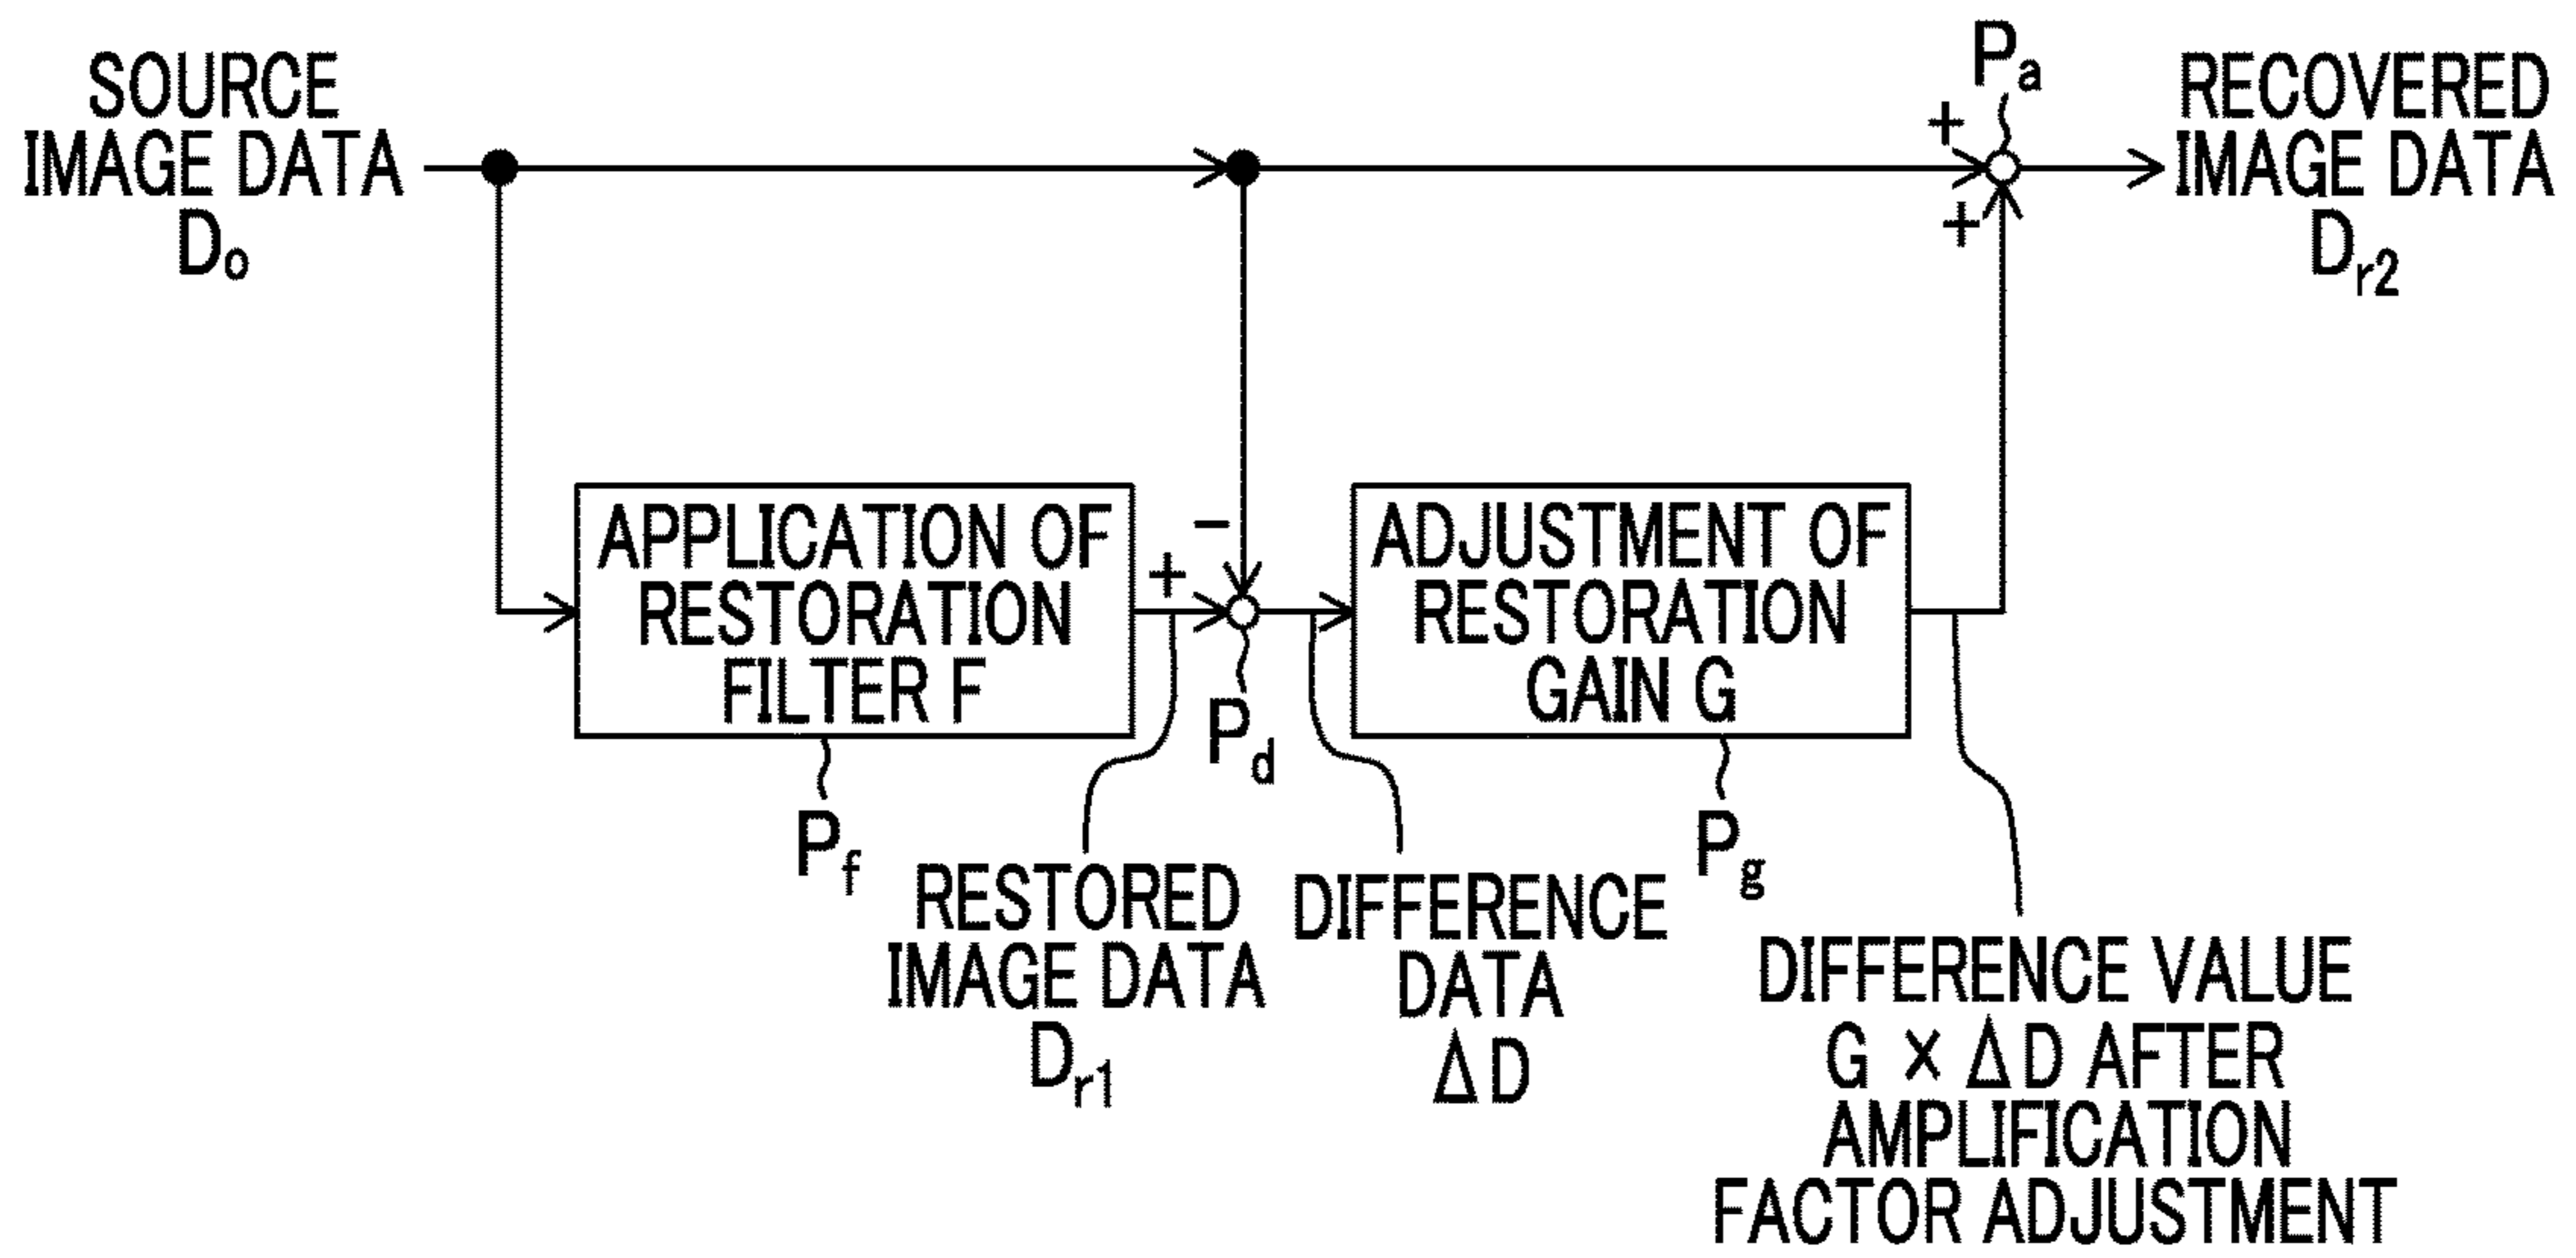 SOURCE
IMAGE DATA
Do
Pa
RECOVERED
IMAGE DATA
Dr2
+
+
APPLICATION OF
RESTORATION
FILTER F
−
+
ADJUSTMENT OF
RESTORATION
GAIN G
Pf
Pd
Pg
RESTORED
IMAGE DATA
Dr1
DIFFERENCE
DATA
ΔD
DIFFERENCE VALUE
G × ΔD AFTER
AMPLIFICATION
FACTOR ADJUSTMENT